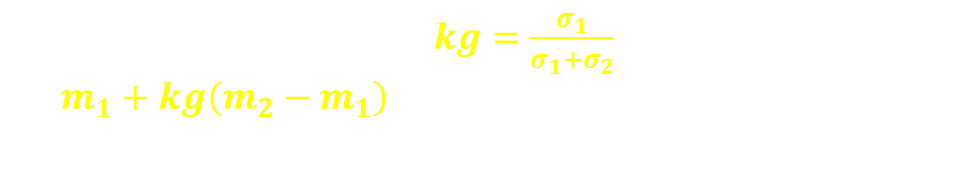 kg = σ₁/(σ₁+σ₂)
m₁ + kg(m₂ − m₁)